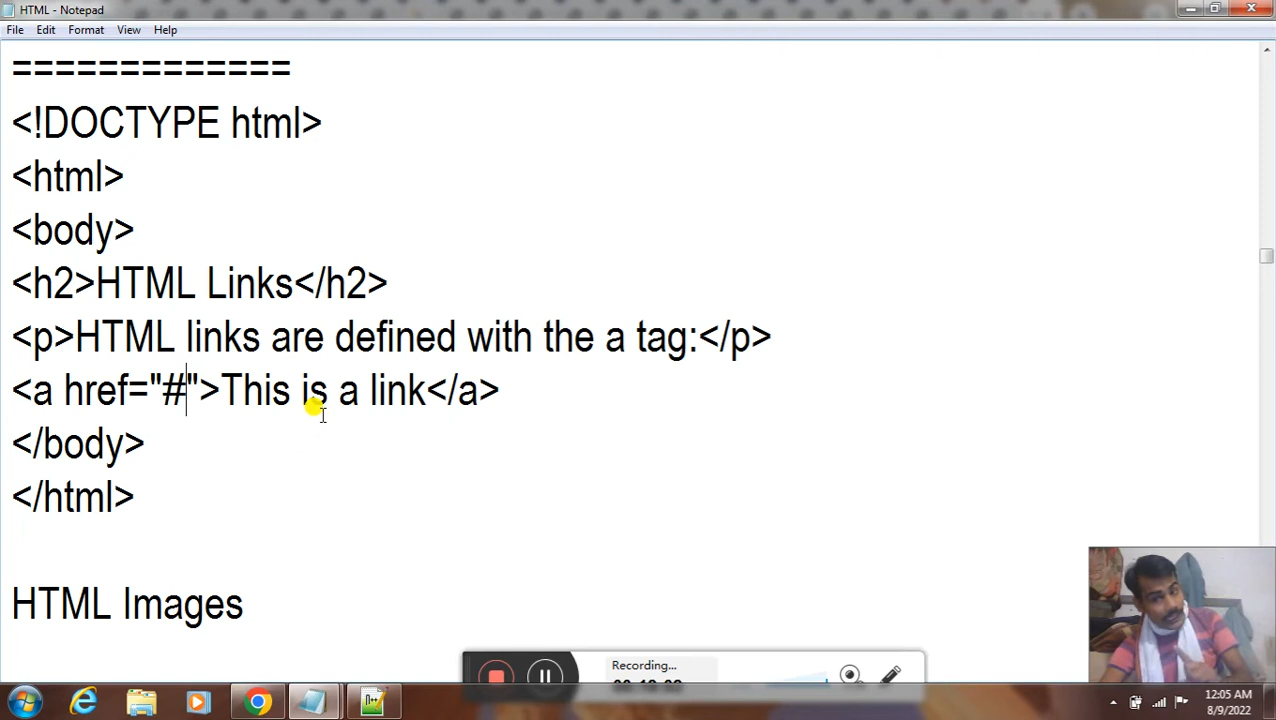 HTML - Notepad
File Edit Format View Help
=============
<!DOCTYPE html>
<html>
<body>
<h2>HTML Links</h2>
<p>HTML links are defined with the a tag:</p>
<a href="#">This is a link</a>
</body>
</html>
HTML Images
Recording...
12:05 AM
8/9/2022